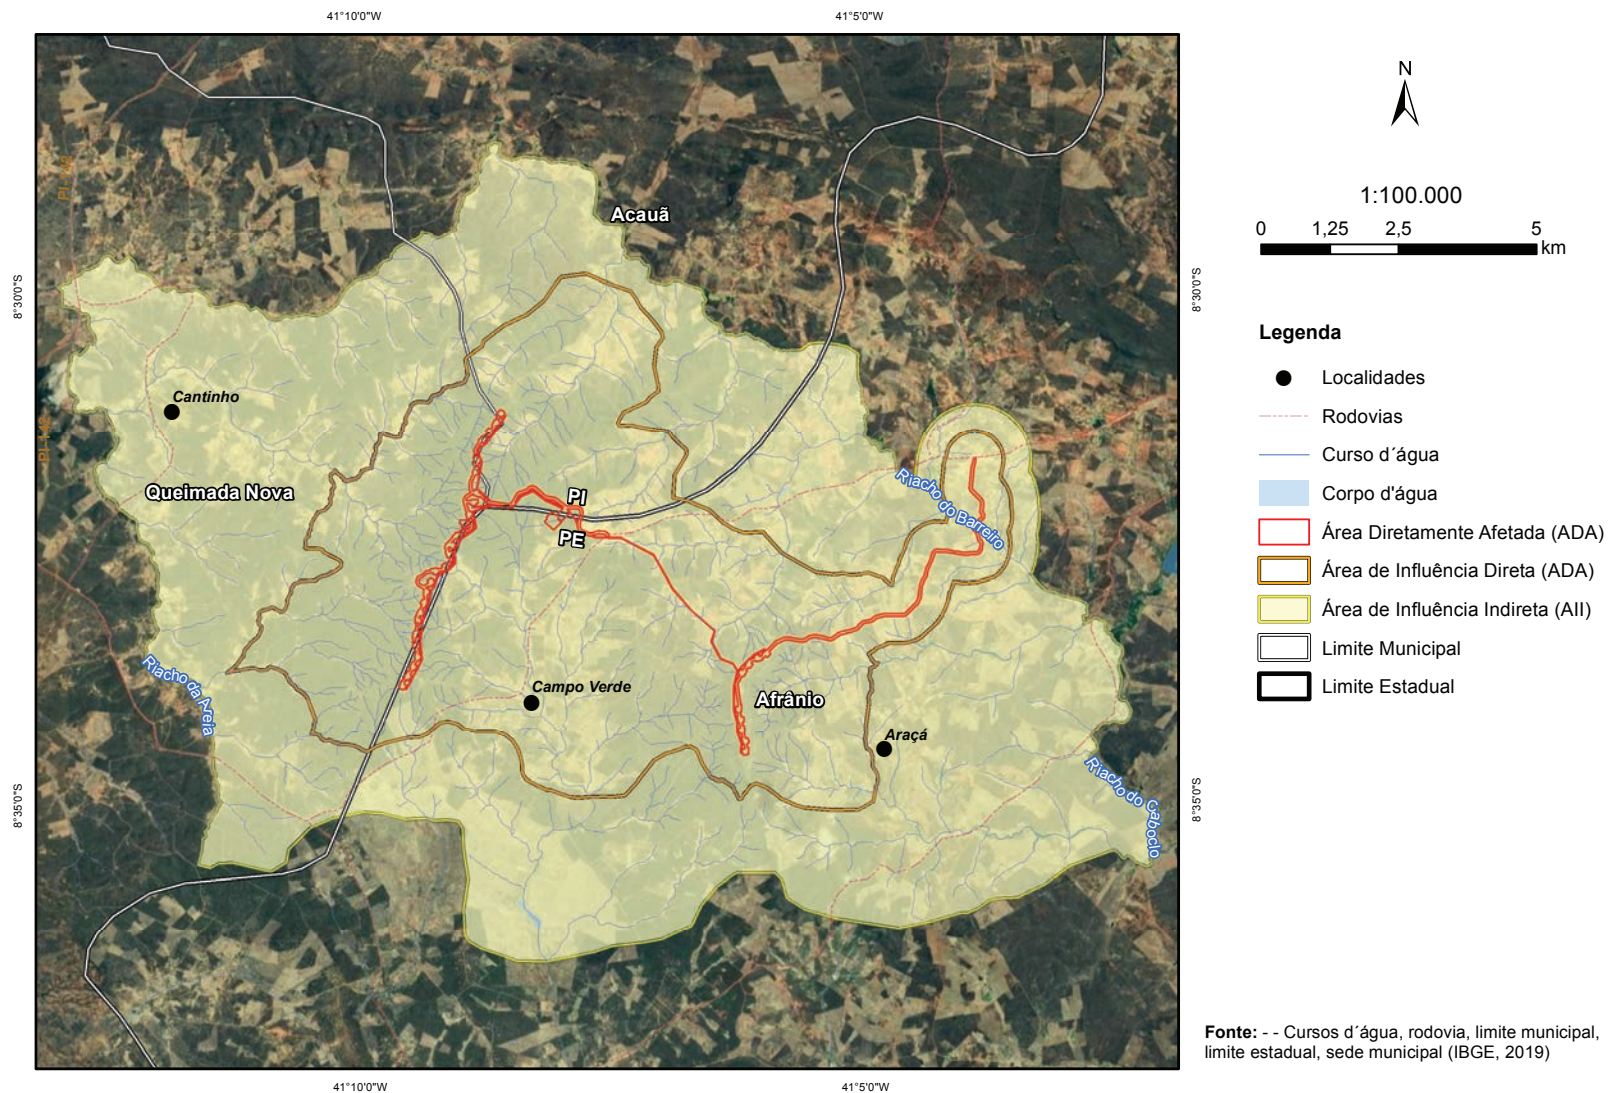 41°10'0"W
41°5'0"W
N
1:100.000
0 1,25 2,5 5
km
8°30'0"S
8°30'0"S
Legenda
Localidades
Rodovias
Curso d´água
Corpo d'água
Área Diretamente Afetada (ADA)
Área de Influência Direta (ADA)
Área de Influência Indireta (AII)
Limite Municipal
Limite Estadual
Acauã
Cantinho
Queimada Nova
PI
PE
Riacho do Barreiro
Riacho da Areia
Campo Verde
Afrânio
Araçá
Riacho do Caboclo
PI-142
8°35'0"S
8°35'0"S
Fonte: - - Cursos d´água, rodovia, limite municipal,
limite estadual, sede municipal (IBGE, 2019)
41°10'0"W
41°5'0"W